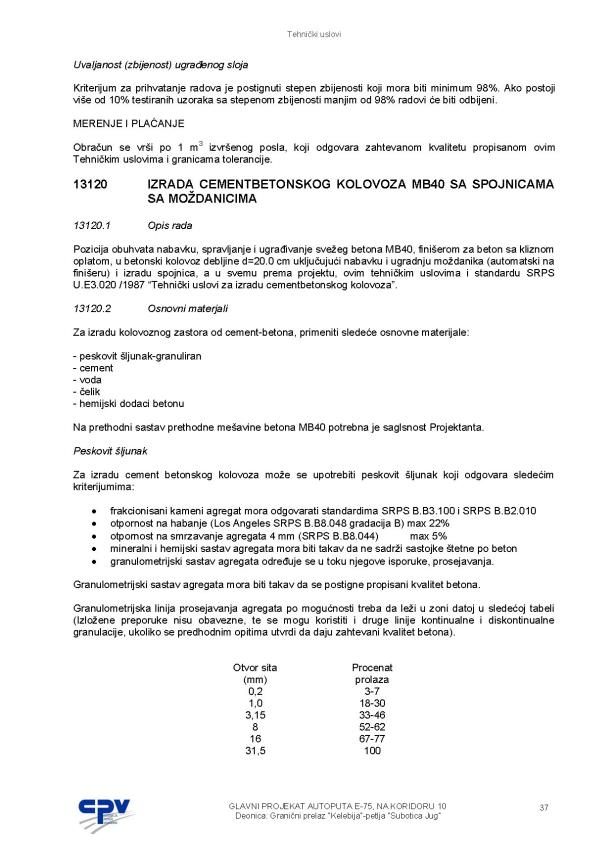 Tehnički uslovi
Uvaljanost (zbijenost) ugrađenog sloja
Kriterijum za prihvatanje radova je postignuti stepen zbijenosti koji mora biti minimum 98%. Ako postoji
više od 10% testiranih uzoraka sa stepenom zbijenosti manjim od 98% radovi će biti odbijeni.
MERENJE I PLAĆANJE
Obračun se vrši po 1 m3 izvršenog posla, koji odgovara zahtevanom kvalitetu propisanom ovim
Tehničkim uslovima i granicama tolerancije.
13120 IZRADA CEMENTBETONSKOG KOLOVOZA MB40 SA SPOJNICAMA
SA MOŽDANICIMA
13120.1 Opis rada
Pozicija obuhvata nabavku, spravljanje i ugrađivanje svežeg betona MB40, finišerom za beton sa kliznom
oplatom, u betonski kolovoz debljine d=20.0 cm uključujući nabavku i ugradnju moždanika (automatski na
finišeru) i izradu spojnica, a u svemu prema projektu, ovim tehničkim uslovima i standardu SRPS
U.E3.020 /1987 “Tehnički uslovi za izradu cementbetonskog kolovoza”.
13120.2 Osnovni materjali
Za izradu kolovoznog zastora od cement-betona, primeniti sledeće osnovne materijale:
- peskovit šljunak-granuliran
- cement
- voda
- čelik
- hemijski dodaci betonu
Na prethodni sastav prethodne mešavine betona MB40 potrebna je saglsnost Projektanta.
Peskovit šljunak
Za izradu cement betonskog kolovoza može se upotrebiti peskovit šljunak koji odgovara sledećim
kriterijumima:
• frakcionisani kameni agregat mora odgovarati standardima SRPS B.B3.100 i SRPS B.B2.010
• otpornost na habanje (Los Angeles SRPS B.B8.048 gradacija B) max 22%
• otpornost na smrzavanje agregata 4 mm (SRPS B.B8.044) max 5%
• mineralni i hemijski sastav agregata mora biti takav da ne sadrži sastojke štetne po beton
• granulometrijski sastav agregata određuje se u toku njegove isporuke, prosejavanja.
Granulometrijski sastav agregata mora biti takav da se postigne propisani kvalitet betona.
Granulometrijska linija prosejavanja agregata po mogućnosti treba da leži u zoni datoj u sledećoj tabeli
(Izložene preporuke nisu obavezne, te se mogu koristiti i druge linije kontinualne i diskontinualne
granulacije, ukoliko se predhodnim opitima utvrdi da daju zahtevani kvalitet betona).
Otvor sita Procenat
(mm) prolaza
0,2 3-7
1,0 18-30
3,15 33-46
8 52-62
16 67-77
31,5 100
CPV
GLAVNI PROJEKAT AUTOPUTA E-75, NA KORIDORU 10 37
Deonica: Granični prelaz "Kelebija"-petlja "Subotica Jug"